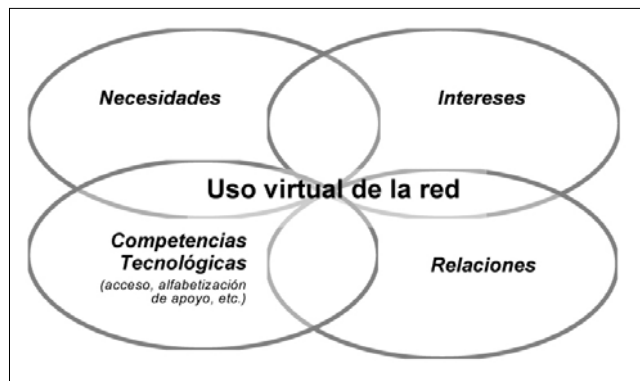 Necesidades
Intereses
Uso virtual de la red
Competencias
Tecnológicas
(acceso, alfabetización
de apoyo, etc.)
Relaciones